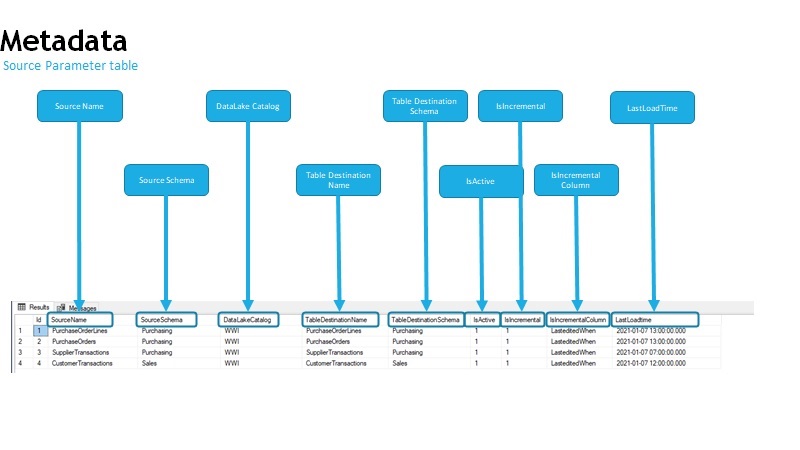 Metadata
Source Parameter table
Source Name
DataLake Catalog
Table Destination
Schema
IsIncremental
LastLoadTime
Source Schema
Table Destination
Name
IsActive
IsIncremental
Column
Results Messages
Id SourceName SourceSchema DataLakeCatalog TableDestinationName TableDestinationSchema IsActive IsIncremental IsIncrementalColumn LastLoadtime
1 1 PurchaseOrderLines Purchasing WWI PurchaseOrderLines Purchasing 1 1 LasteditedWhen 2021-01-07 13:00:00.000
2 2 PurchaseOrders Purchasing WWI PurchaseOrders Purchasing 1 1 LasteditedWhen 2021-01-07 13:00:00.000
3 3 SupplierTransactions Purchasing WWI SupplierTransactions Purchasing 1 1 LasteditedWhen 2021-01-07 07:00:00.000
4 4 CustomerTransactions Sales WWI CustomerTransactions Sales 1 1 LasteditedWhen 2021-01-07 12:00:00.000